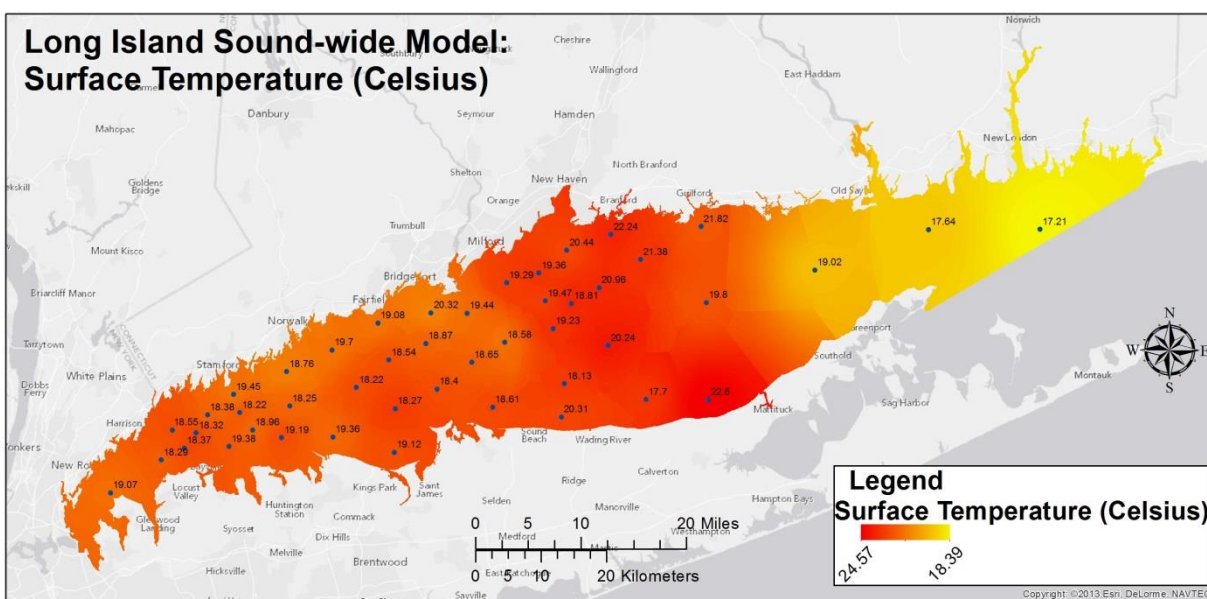 Long Island Sound-wide Model:
Surface Temperature (Celsius)
Norwich
Cheshire
Southbury
Wallingford
East Haddam
Danbury
Seymour
Hamden
Mahopac
New London
North Branford
Shelton
New Haven
Goldens
Bridge
Orange
Branford
Guilford
Old Say
Trumbull
Milford
Mount Kisco
Bridgeport
Briarcliff Manor
Fairfield
Norwalk
Tarrytown
CONNECTICUT
NEW YORK
Stamford
White Plains
Dobbs
Ferry
Harrison
onkers
New Ro
22.24
21.82
17.64
17.21
20.44
21.38
19.36
19.29
19.02
20.98
19.47
18.81
19.8
20.32
19.44
19.08
19.23
18.87
18.58
20.24
19.7
18.54
18.65
18.76
18.22
18.4
18.13
19.45
18.25
18.27
18.61
17.7
22.8
18.38
18.22
20.31
18.55
18.32
18.96
19.19
19.36
18.37
19.38
19.12
18.29
19.07
Greenport
Southold
Mattituck
Sag Harbor
Montauk
N
W
E
S
Sound
Beach
Wading River
Locust
Valley
Kings Park
Saint
James
Ridge
Calverton
Glenwood
Landing
Huntington
Station
Syosset
Commack
Selden
Manorville
Hampton Bays
Dix Hills
Medford
Westhampton
Melville
Brentwood
Hicksville
Sayville
0 5 10 20 Miles
0 5 10 20 Kilometers
Legend
Surface Temperature (Celsius)
24.57
18.39
Copyright: ©2013 Esri, DeLorme, NAVTEQ